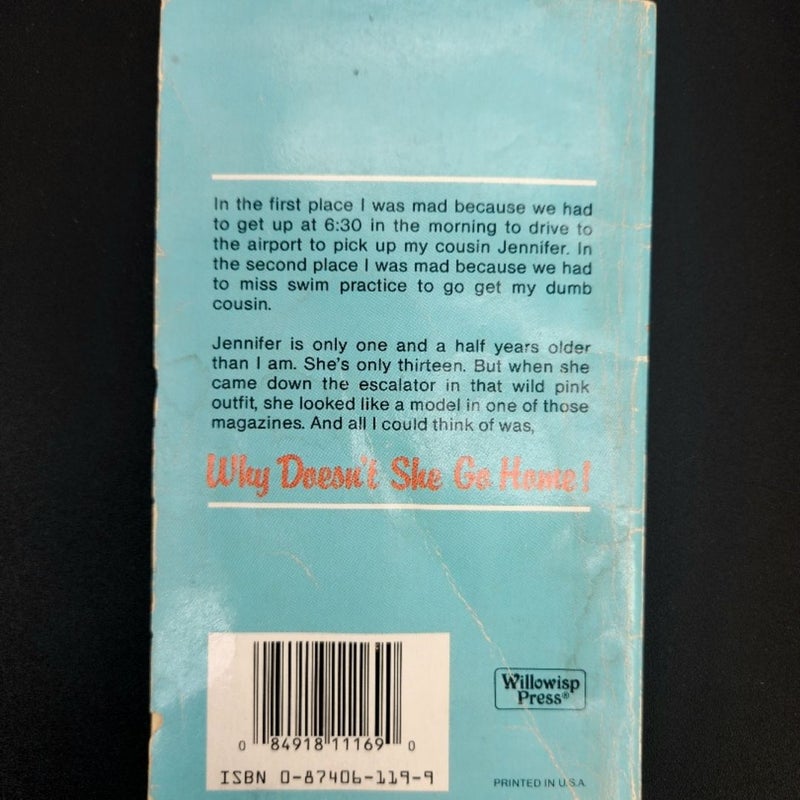 In the first place I was mad because we had
to get up at 6:30 in the morning to drive to
the airport to pick up my cousin Jennifer. In
the second place I was mad because we had
to miss swim practice to go get my dumb
cousin.
Jennifer is only one and a half years older
than I am. She's only thirteen. But when she
came down the escalator in that wild pink
outfit, she looked like a model in one of those
magazines. And all I could think of was,
Why Doesn't She Go Home!
0 84918 11169 0
ISBN 0-87406-119-9
Willowisp
Press®
PRINTED IN U.S.A.